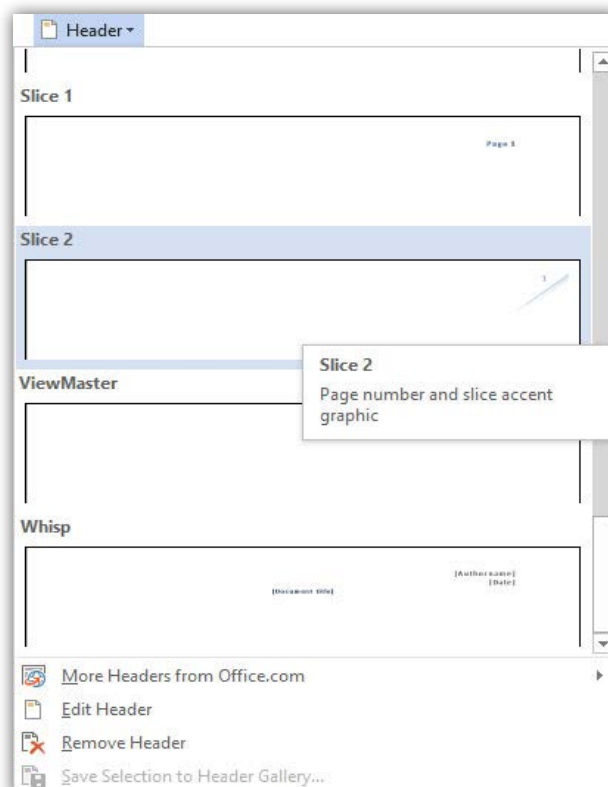 Header
Slice 1
Page 1
Slice 2
1
Slice 2
Page number and slice accent
graphic
ViewMaster
Whisp
[Author name]
[Date]
[Document title]
More Headers from Office.com
Edit Header
Remove Header
Save Selection to Header Gallery...